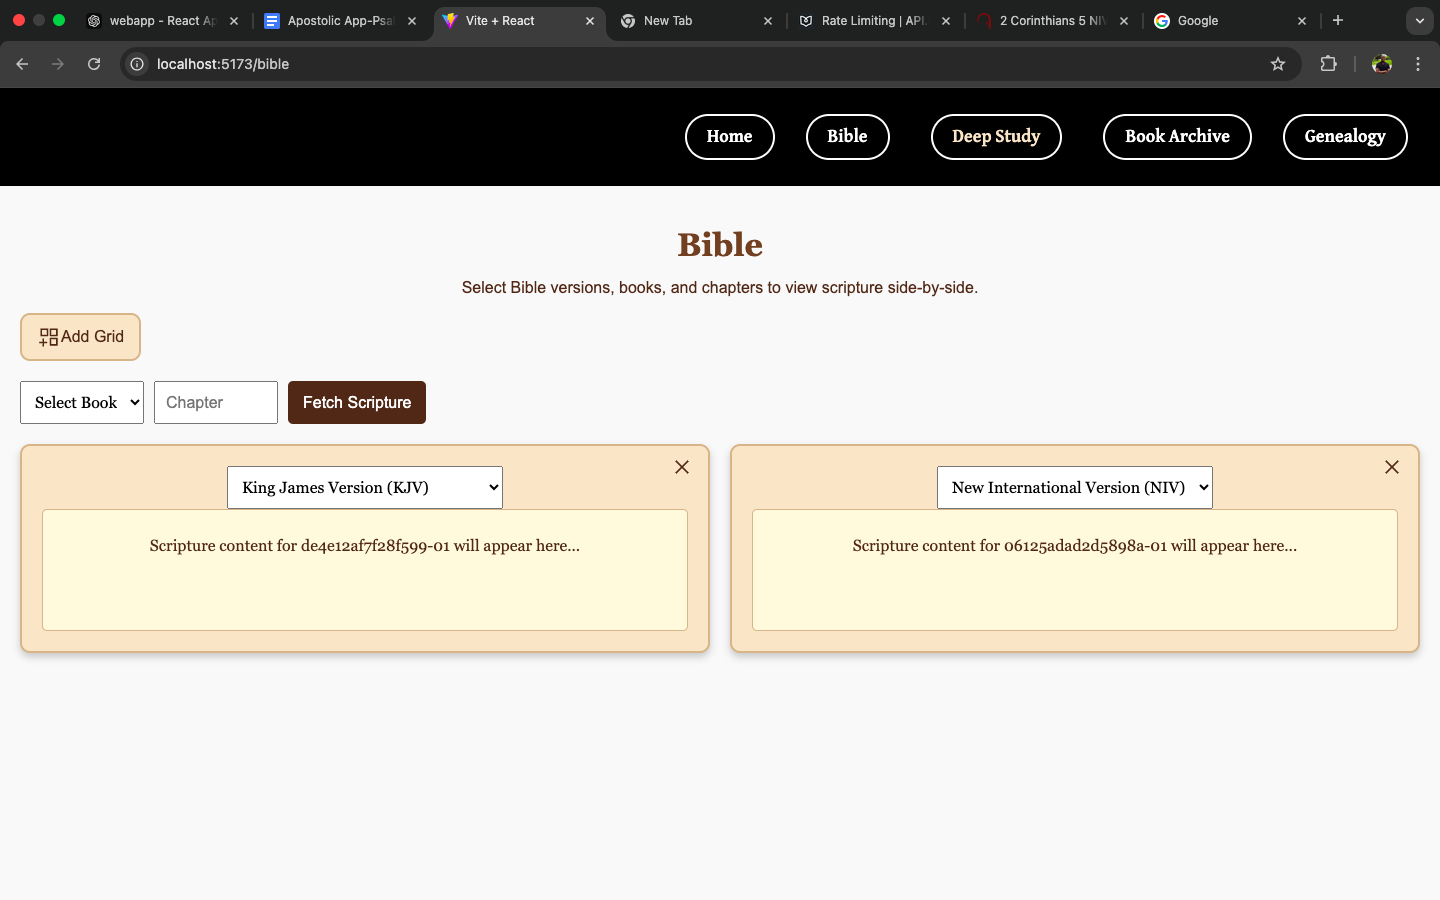 webapp - React Ap
Apostolic App-Psal
Vite + React
New Tab
Rate Limiting | API.
2 Corinthians 5 NIV
Google
localhost:5173/bible
Home
Bible
Deep Study
Book Archive
Genealogy
Bible
Select Bible versions, books, and chapters to view scripture side-by-side.
Add Grid
Select Book
Chapter
Fetch Scripture
King James Version (KJV)
Scripture content for de4e12af7f28f599-01 will appear here...
New International Version (NIV)
Scripture content for 06125adad2d5898a-01 will appear here...